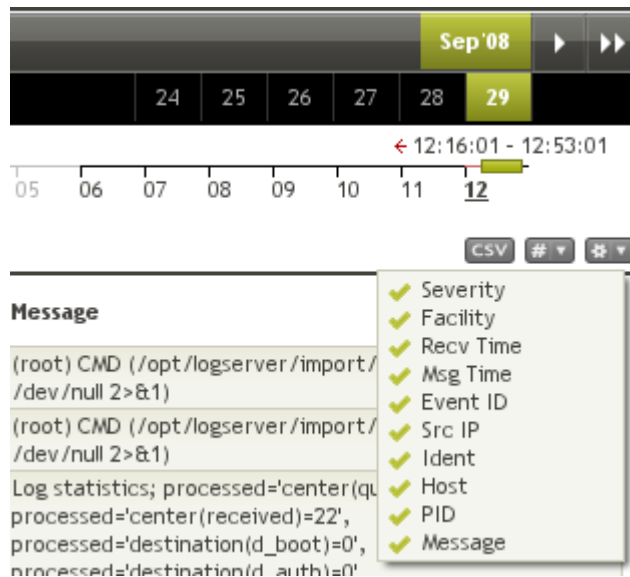 Sep'08
24 25 26 27 28 29
12:16:01 - 12:53:01
05 06 07 08 09 10 11 12
CSV #
Message
(root) CMD (/opt/logserver/import/
/dev/null 2>&1)
(root) CMD (/opt/logserver/import/
/dev/null 2>&1)
Log statistics; processed='center(qu
processed='center(received)=22',
processed='destination(d_boot)=0',
processed='destination(d_auth)=0'
Severity
Facility
Recv Time
Msg Time
Event ID
Src IP
Ident
Host
PID
Message